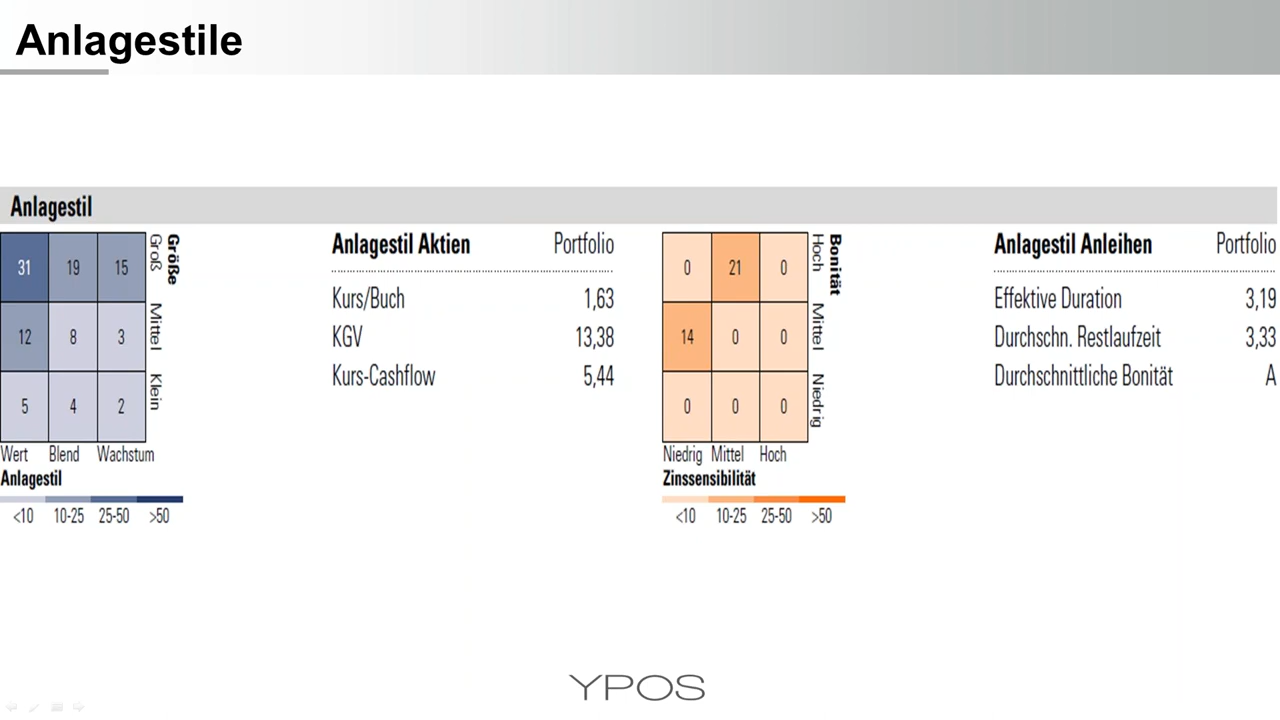 Anlagestile
Anlagestil
31 19 15
12 8 3
5 4 2
Größe
Groß
Mittel
Klein
Wert Blend Wachstum
Anlagestil
<10 10-25 25-50 >50
Anlagestil Aktien Portfolio
Kurs/Buch 1,63
KGV 13,38
Kurs-Cashflow 5,44
0 21 0
14 0 0
0 0 0
Bonität
Hoch
Mittel
Niedrig
Niedrig Mittel Hoch
Zinssensibilität
<10 10-25 25-50 >50
Anlagestil Anleihen Portfolio
Effektive Duration 3,19
Durchschn. Restlaufzeit 3,33
Durchschnittliche Bonität A
YPOS